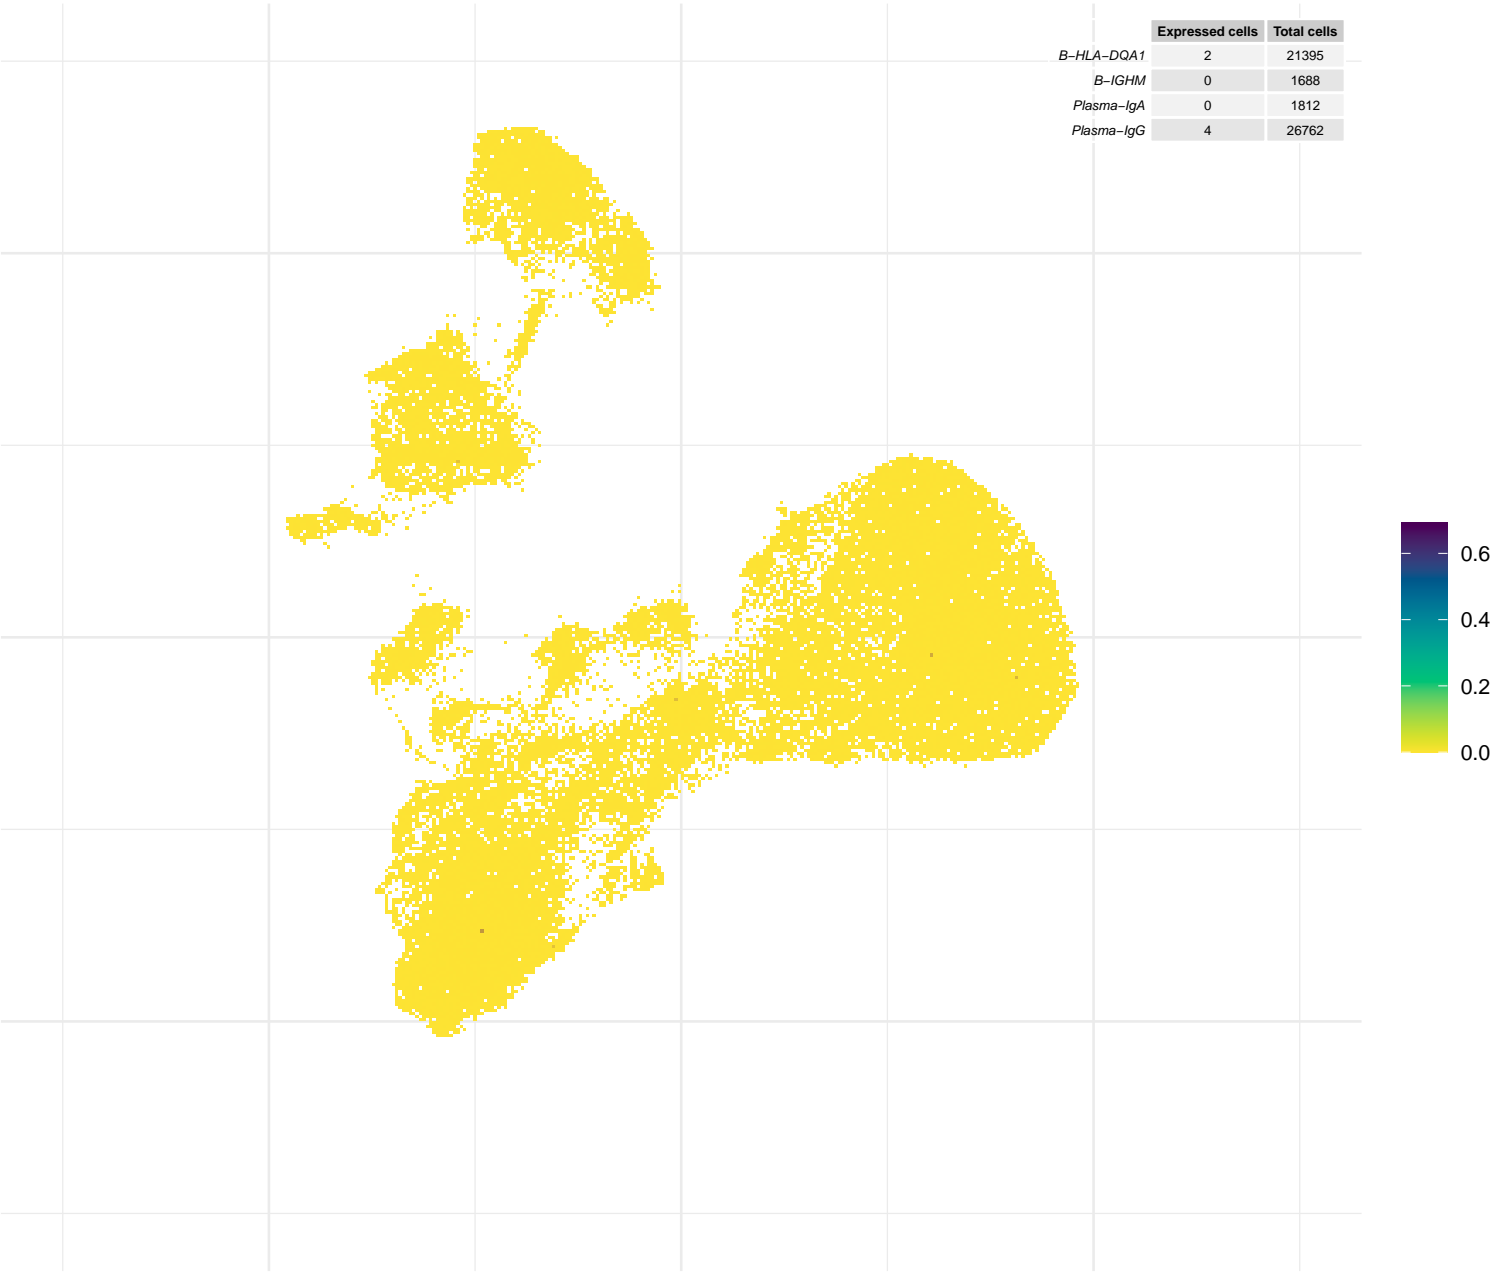 Expressed cells Total cells
B-HLA-DQA1 2 21395
B-IGHM 0 1688
Plasma-IgA 0 1812
Plasma-IgG 4 26762
0.6
0.4
0.2
0.0